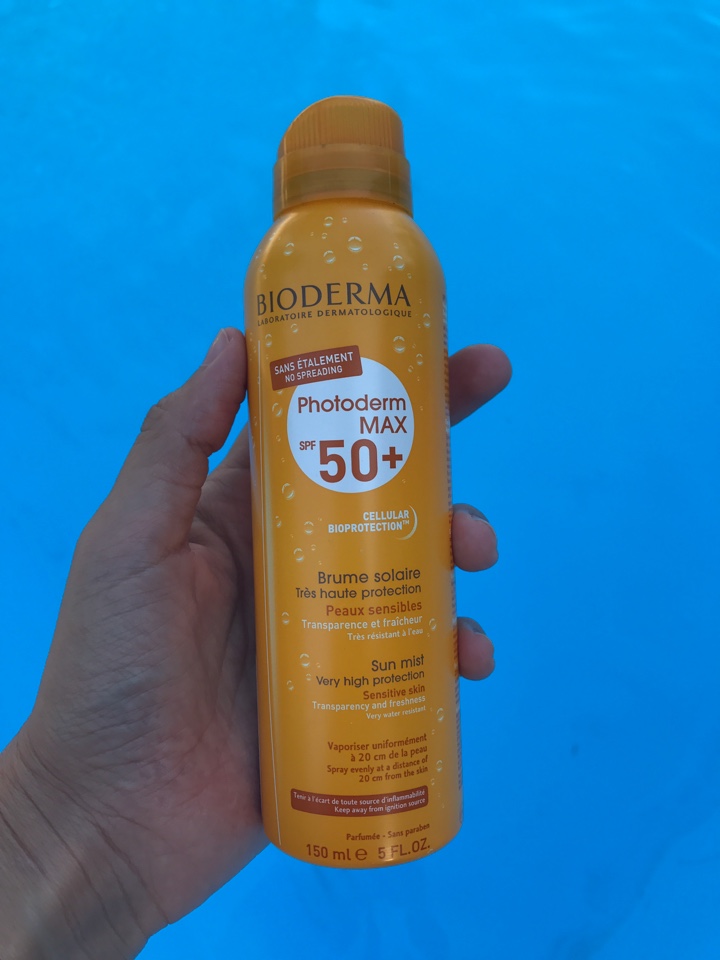 BIODERMA
LABORATOIRE DERMATOLOGIQUE
SANS ÉTALEMENT
NO SPREADING
Photoderm
MAX
SPF 50+
CELLULAR
BIOPROTECTION™
Brume solaire
Très haute protection
Peaux sensibles
Transparence et fraîcheur
Très résistant à l'eau
Sun mist
Very high protection
Sensitive skin
Transparency and freshness
Very water resistant
Vaporiser uniformément
à 20 cm de la peau
Spray evenly at a distance of
20 cm from the skin
Tenir à l'écart de toute source d'inflammabilité
Keep away from ignition source
Parfumée - Sans paraben
150 ml e 5 FL.OZ.